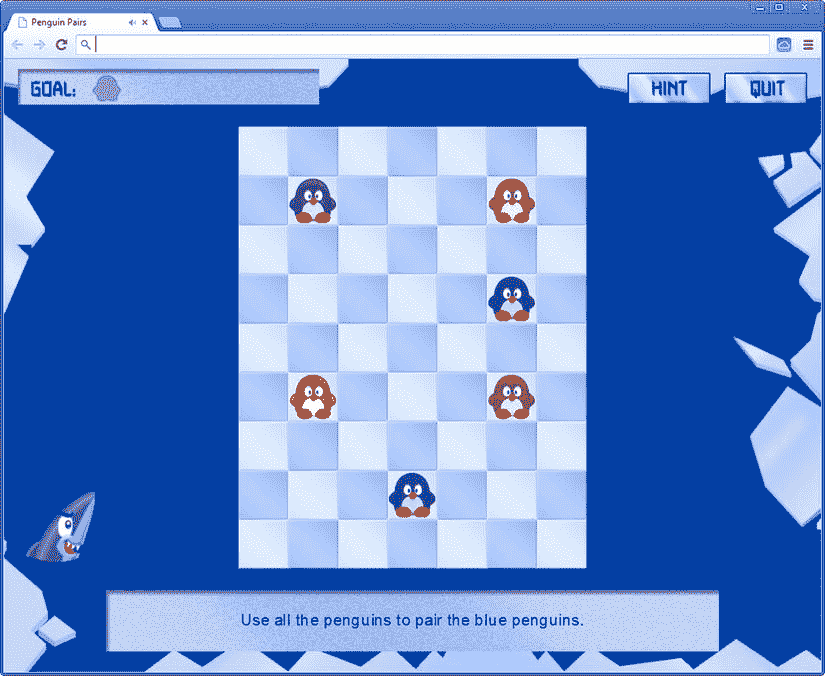 Penguin Pairs
GOAL:
HINT
QUIT
Use all the penguins to pair the blue penguins.